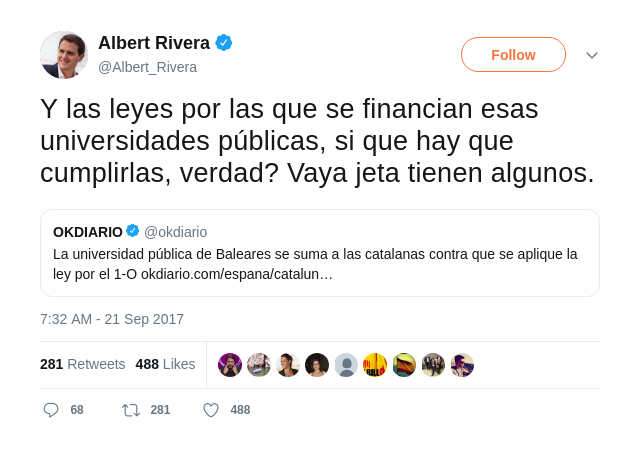 Albert Rivera
@Albert_Rivera
Follow
Y las leyes por las que se financian esas
universidades públicas, si que hay que
cumplirlas, verdad? Vaya jeta tienen algunos.
OKDIARIO @okdiario
La universidad pública de Baleares se suma a las catalanas contra que se aplique la
ley por el 1-O okdiario.com/espana/catalun…
7:32 AM - 21 Sep 2017
281 Retweets 488 Likes
68 281 488